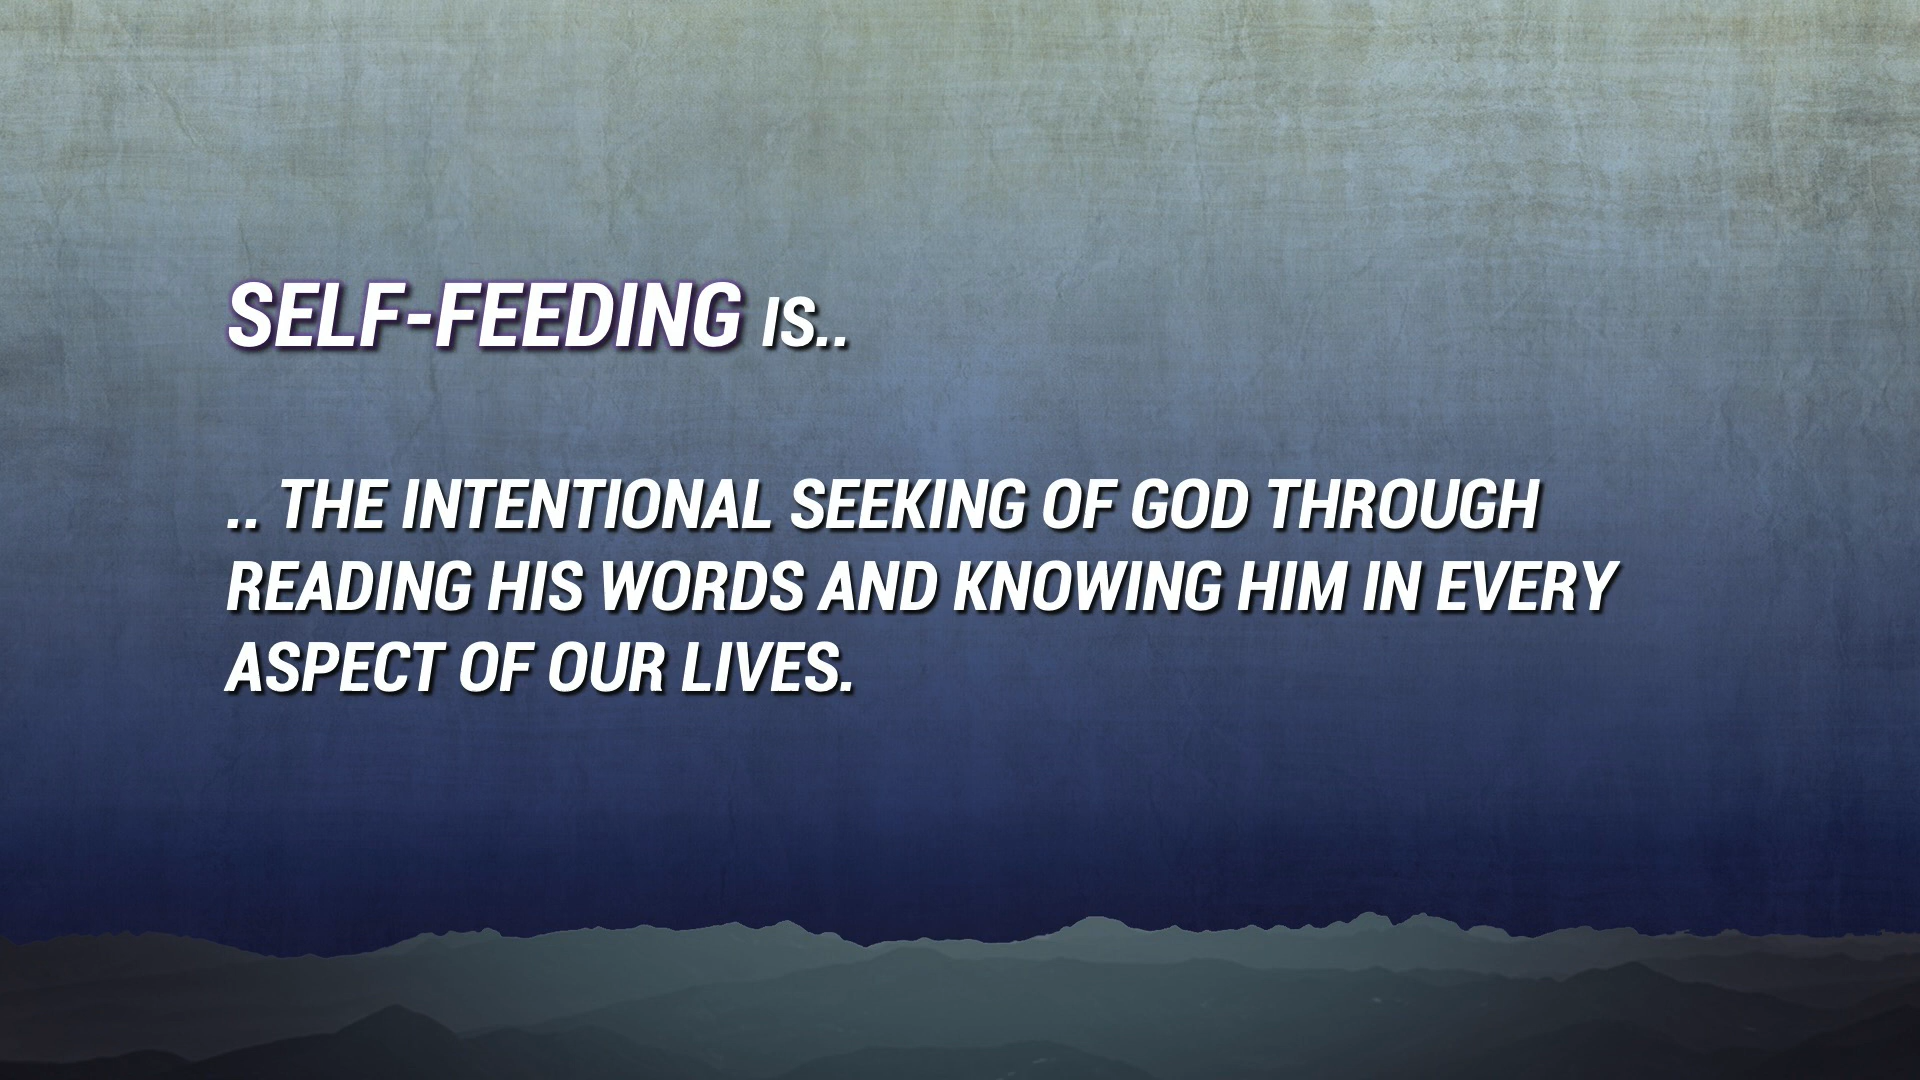 SELF-FEEDING IS..
.. THE INTENTIONAL SEEKING OF GOD THROUGH
READING HIS WORDS AND KNOWING HIM IN EVERY
ASPECT OF OUR LIVES.